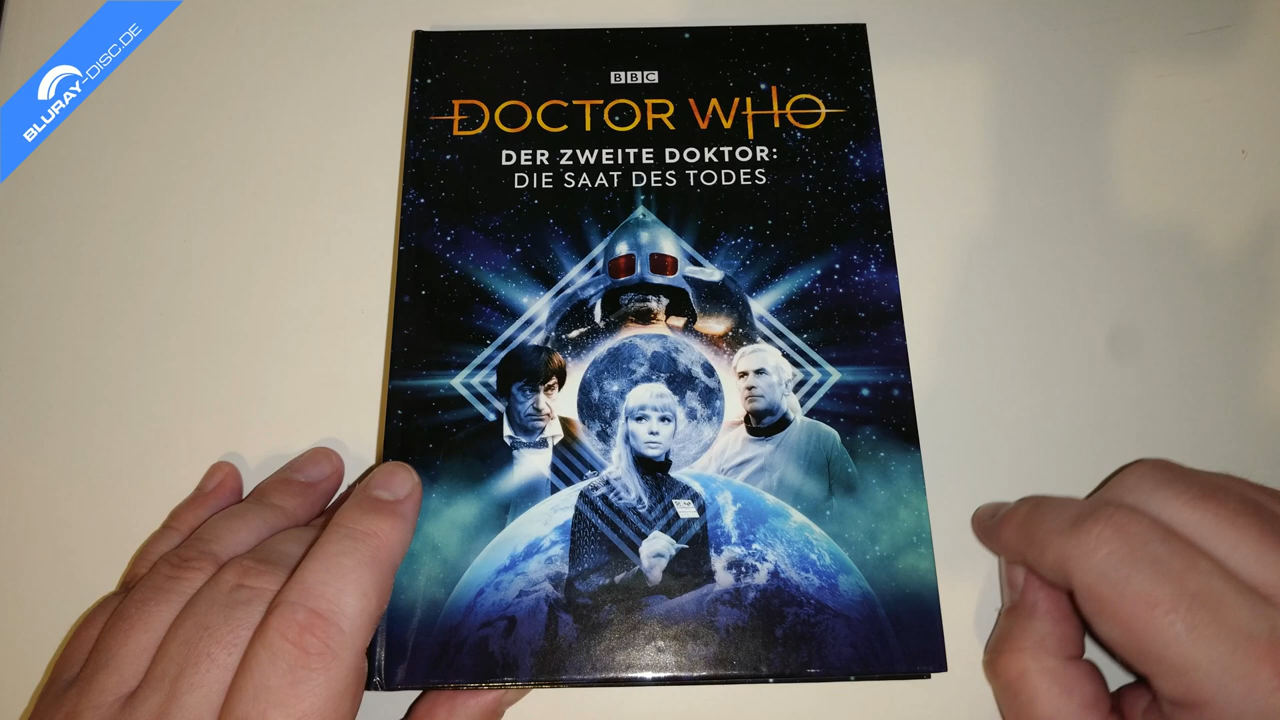 BLURAY-DISC.DE
BBC
DOCTOR WHO
DER ZWEITE DOKTOR:
DIE SAAT DES TODES